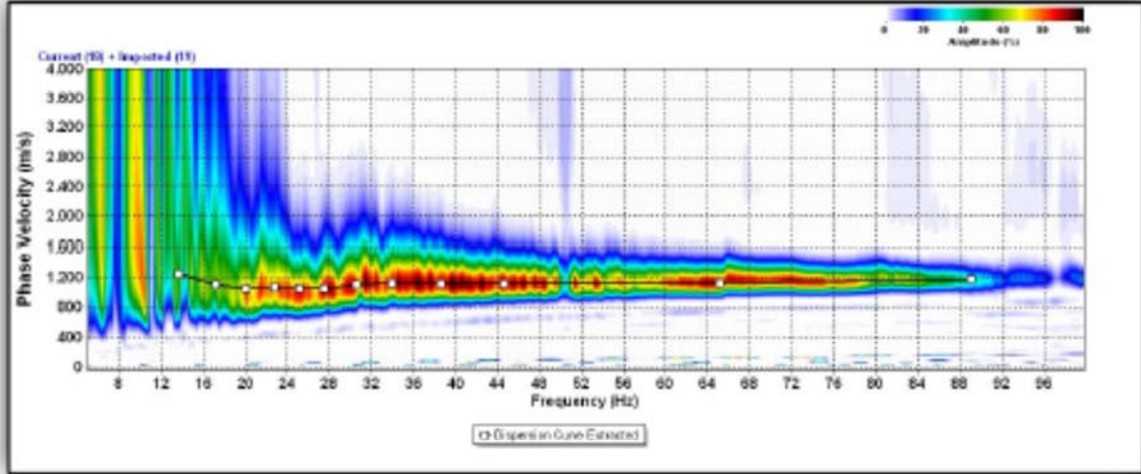 0 20 40 60 80 100
Amplitude (%)
Current (19) + Imported (19)
4.000
3.600
3.200
2.800
2.400
2.000
1.600
1.200
800
400
0
Phase Velocity (m/s)
8 12 16 20 24 28 32 36 40 44 48 52 56 60 64 68 72 76 80 84 88 92 96
Frequency (Hz)
Dispersion Curve Extracted